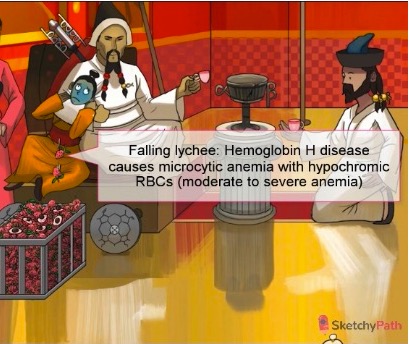 Falling lychee: Hemoglobin H disease
causes microcytic anemia with hypochromic
RBCs (moderate to severe anemia)
SketchyPath